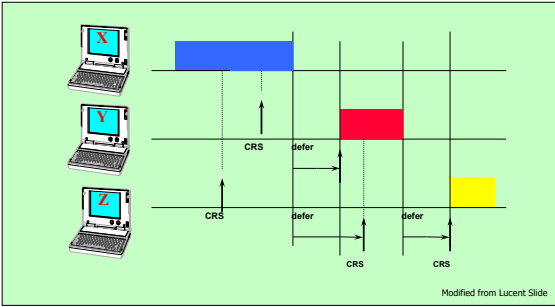 X
Y
CRS defer
Z
CRS defer defer
CRS CRS
Modified from Lucent Slide